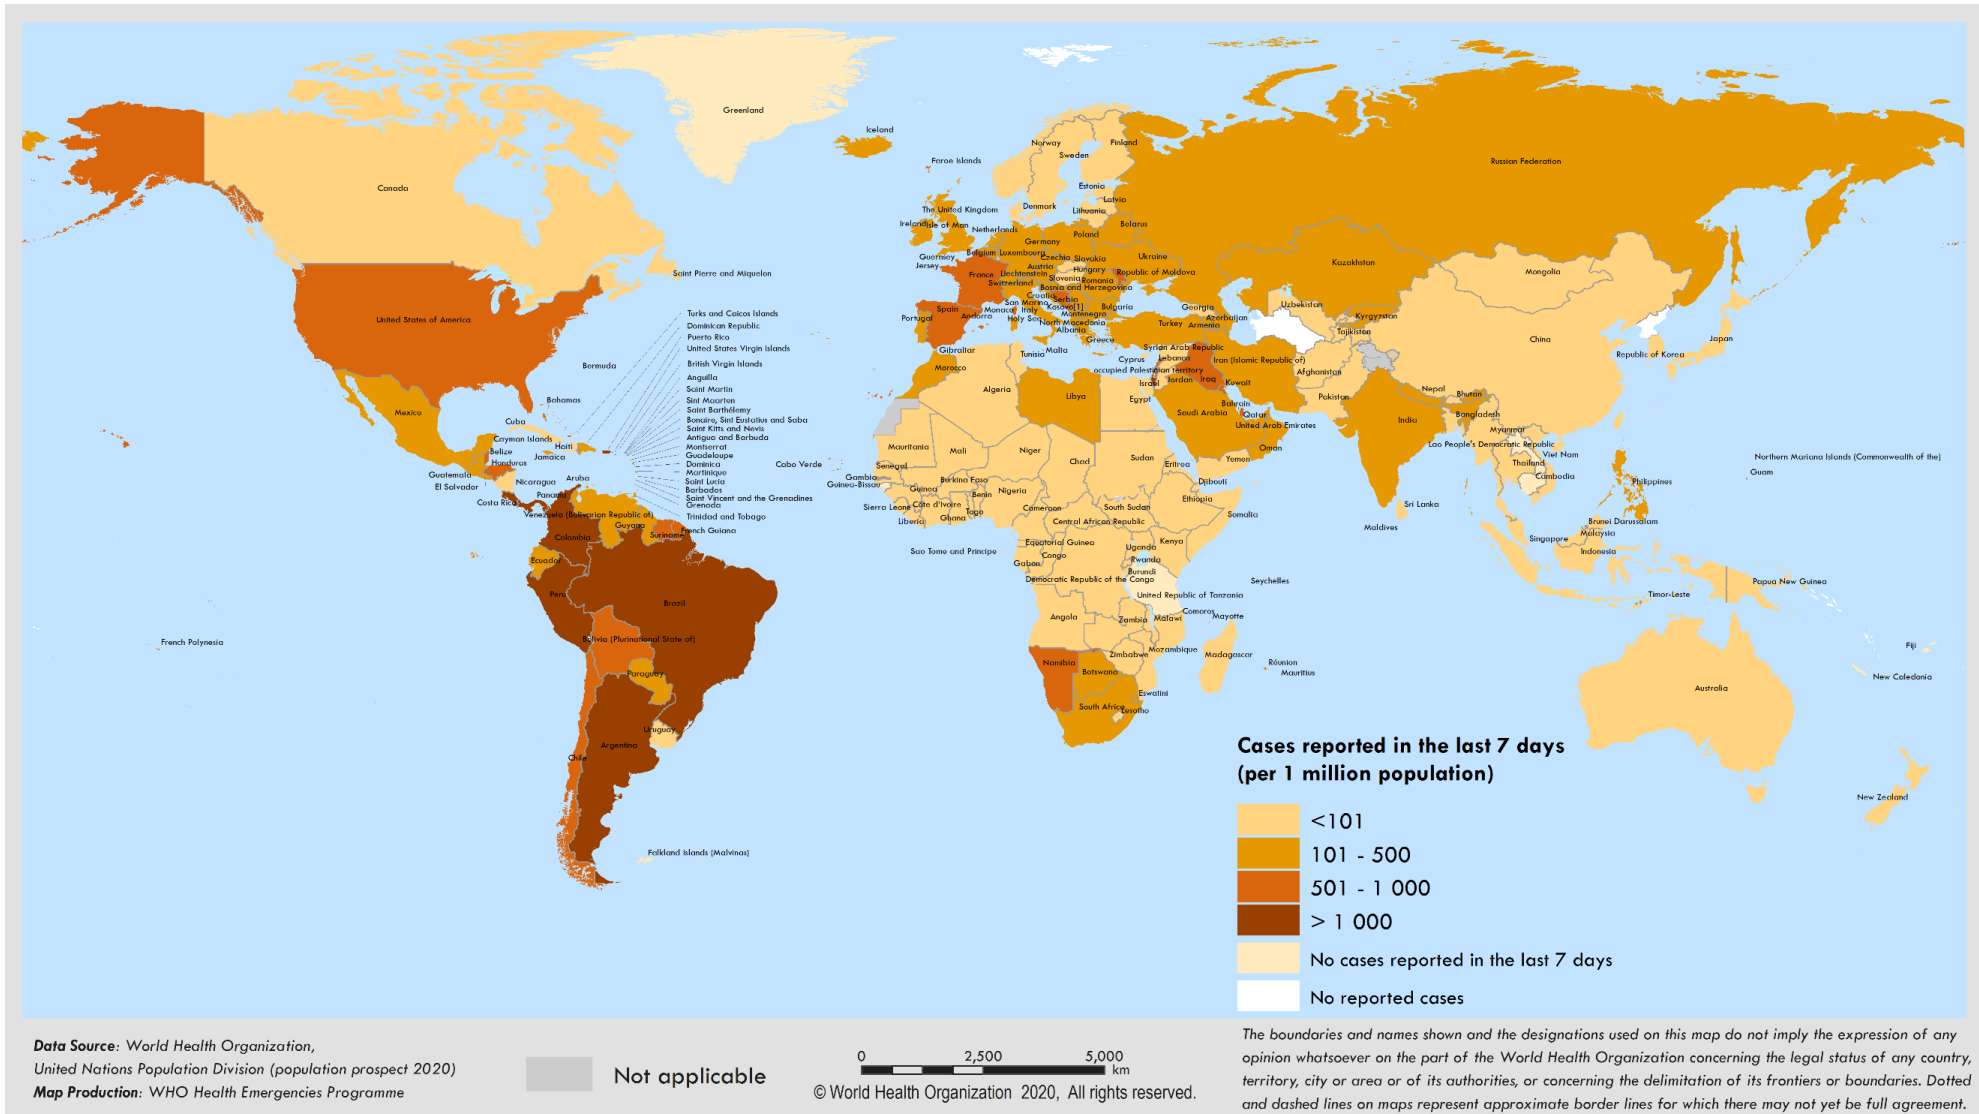 Greenland
Iceland
Faroe Islands
Norway
Sweden
Finland
Russian Federation
Canada
Estonia
Latvia
Lithuania
Denmark
The United Kingdom
Ireland
Isle of Man
Netherlands
Belarus
Poland
Germany
Belgium
Luxembourg
Guernsey
Jersey
Czechia
Slovakia
Ukraine
Kazakhstan
Austria
Hungary
France
Liechtenstein
Republic of Moldova
Mongolia
Saint Pierre and Miquelon
Slovenia
Romania
Switzerland
Bosnia and Herzegovina
Croatia
Serbia
San Marino
Kosovo[1]
Bulgaria
Georgia
Uzbekistan
Spain
Andorra
Monaco
Italy
Montenegro
Kyrgyzstan
Portugal
Holy See
North Macedonia
Albania
Turkey
Armenia
Azerbaijan
Tajikistan
United States of America
Turks and Caicos Islands
Dominican Republic
Puerto Rico
United States Virgin Islands
British Virgin Islands
Anguilla
Saint Martin
Sint Maarten
Saint Barthélemy
Bonaire, Sint Eustatius and Saba
Saint Kitts and Nevis
Antigua and Barbuda
Montserrat
Guadeloupe
Dominica
Martinique
Saint Lucia
Barbados
Saint Vincent and the Grenadines
Grenada
Trinidad and Tobago
French Guiana
Greece
China
Japan
Republic of Korea
Gibraltar
Tunisia
Malta
Cyprus
Syrian Arab Republic
Lebanon
Iran (Islamic Republic of)
Afghanistan
Morocco
occupied Palestinian territory
Israel
Jordan
Iraq
Kuwait
Bermuda
Algeria
Libya
Egypt
Pakistan
Nepal
Bhutan
Bahamas
Mexico
Bahrain
Saudi Arabia
Qatar
United Arab Emirates
India
Bangladesh
Cuba
Myanmar
Cayman Islands
Haiti
Belize
Jamaica
Honduras
Oman
Lao People's Democratic Republic
Viet Nam
Northern Mariana Islands (Commonwealth of the)
Guam
Mauritania
Mali
Niger
Chad
Sudan
Eritrea
Yemen
Thailand
Cabo Verde
Senegal
Guatemala
El Salvador
Nicaragua
Aruba
Gambia
Guinea-Bissau
Guinea
Burkina Faso
Benin
Nigeria
Djibouti
Ethiopia
Cambodia
Philippines
Costa Rica
Panama
Venezuela (Bolivarian Republic of)
Guyana
Suriname
Sierra Leone
Côte d'Ivoire
Liberia
Ghana
Togo
Cameroon
South Sudan
Central African Republic
Somalia
Sri Lanka
Maldives
Brunei Darussalam
Malaysia
Singapore
Indonesia
Colombia
Ecuador
Sao Tome and Principe
Equatorial Guinea
Gabon
Congo
Uganda
Kenya
Rwanda
Burundi
Democratic Republic of the Congo
United Republic of Tanzania
Seychelles
Papua New Guinea
Timor-Leste
Peru
Brazil
Angola
Zambia
Malawi
Comoros
Mayotte
French Polynesia
Bolivia (Plurinational State of)
Zimbabwe
Mozambique
Madagascar
Réunion
Mauritius
Fiji
New Caledonia
Paraguay
Namibia
Botswana
Eswatini
South Africa
Lesotho
Australia
Uruguay
Argentina
Chile
New Zealand
Falkland Islands (Malvinas)
Cases reported in the last 7 days
(per 1 million population)
<101
101 - 500
501 - 1 000
> 1 000
No cases reported in the last 7 days
No reported cases
Data Source: World Health Organization,
United Nations Population Division (population prospect 2020)
Map Production: WHO Health Emergencies Programme
Not applicable
0 2,500 5,000
km
© World Health Organization 2020, All rights reserved.
The boundaries and names shown and the designations used on this map do not imply the expression of any
opinion whatsoever on the part of the World Health Organization concerning the legal status of any country,
territory, city or area or of its authorities, or concerning the delimitation of its frontiers or boundaries. Dotted
and dashed lines on maps represent approximate border lines for which there may not yet be full agreement.